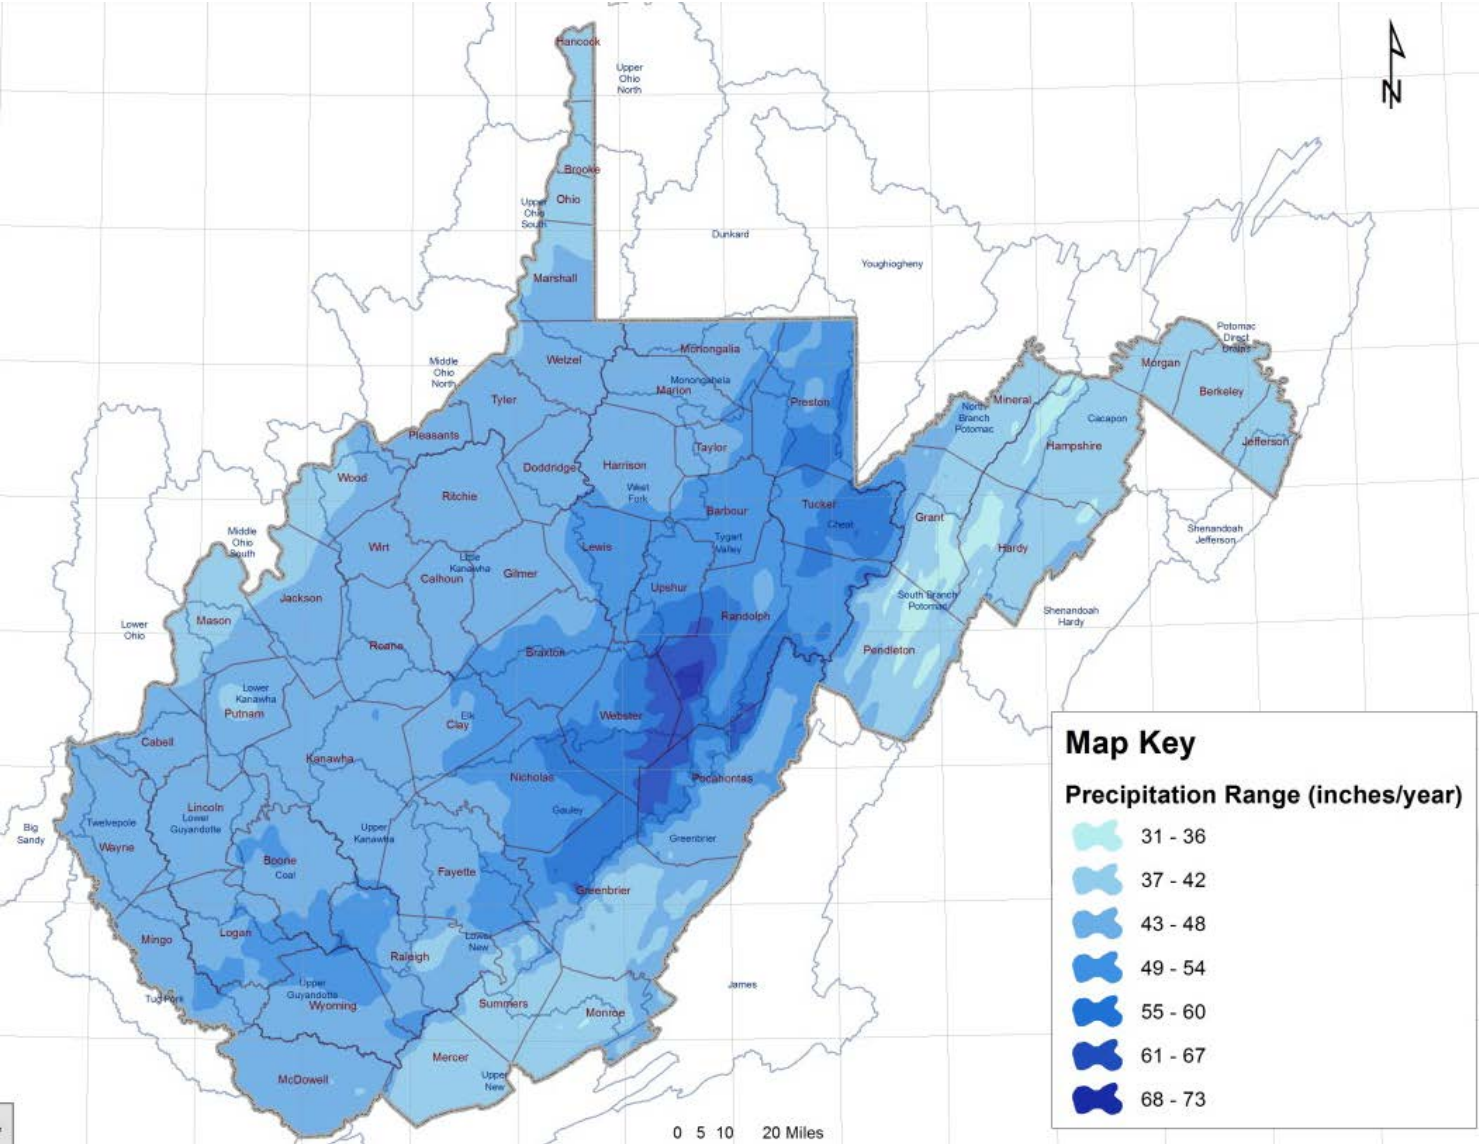 Hancock
Upper
Ohio
North
N
Brooke
Ohio
Upper
Ohio
South
Dunkard
Youghiogheny
Marshall
Potomac
Direct
Drains
Monongalia
Wetzel
Morgan
Middle
Ohio
North
Monongahela
Marion
Berkeley
Tyler
Preston
North
Branch
Potomac
Mineral
Cacapon
Pleasants
Jefferson
Hampshire
Taylor
Doddridge
Harrison
Wood
West
Fork
Ritchie
Tucker
Barbour
Grant
Cheat
Middle
Ohio
South
Shenandoah
Jefferson
Tygart
Valley
Wirt
Lewis
Hardy
Little
Kanawha
Calhoun
Gilmer
Upshur
Jackson
South Branch
Potomac
Shenandoah
Hardy
Mason
Randolph
Lower
Ohio
Roane
Braxton
Pendleton
Lower
Kanawha
Putnam
Elk
Clay
Webster
Cabell
Kanawha
Nicholas
Pocahontas
Lincoln
Lower
Guyandotte
Gauley
Twelvepole
Big
Sandy
Upper
Kanawha
Greenbrier
Wayne
Boone
Coal
Fayette
Greenbrier
Logan
Mingo
Lower
New
Raleigh
James
Upper
Guyandotte
Tug Fork
Wyoming
Summers
Monroe
Mercer
McDowell
Upper
New
0 5 10 20 Miles
Map Key
Precipitation Range (inches/year)
31 - 36
37 - 42
43 - 48
49 - 54
55 - 60
61 - 67
68 - 73